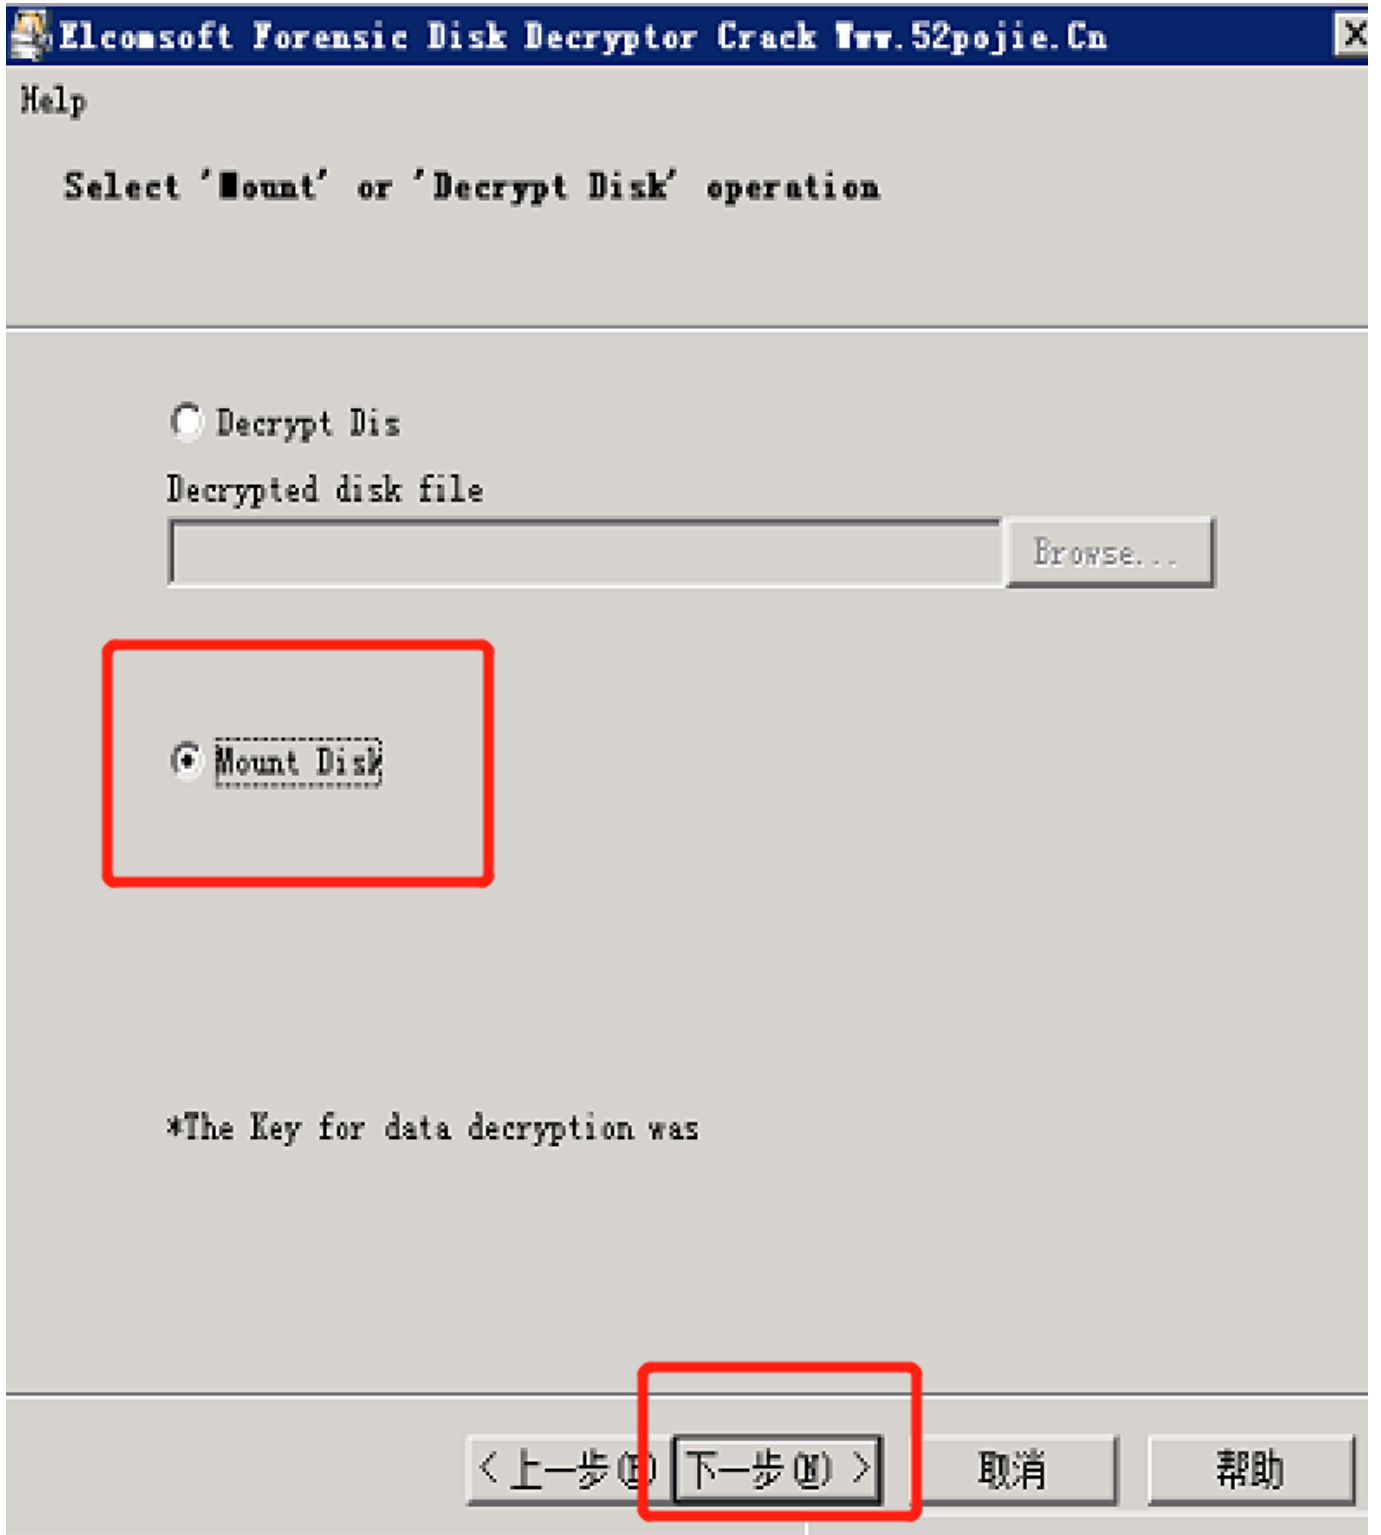 Elcomsoft Forensic Disk Decryptor Crack Www.52pojie.Cn
Help
Select 'Mount' or 'Decrypt Disk' operation
Decrypt Dis
Decrypted disk file
Browse...
Mount Disk
*The Key for data decryption was
<上一步(B) 下一步(N) > 取消 帮助